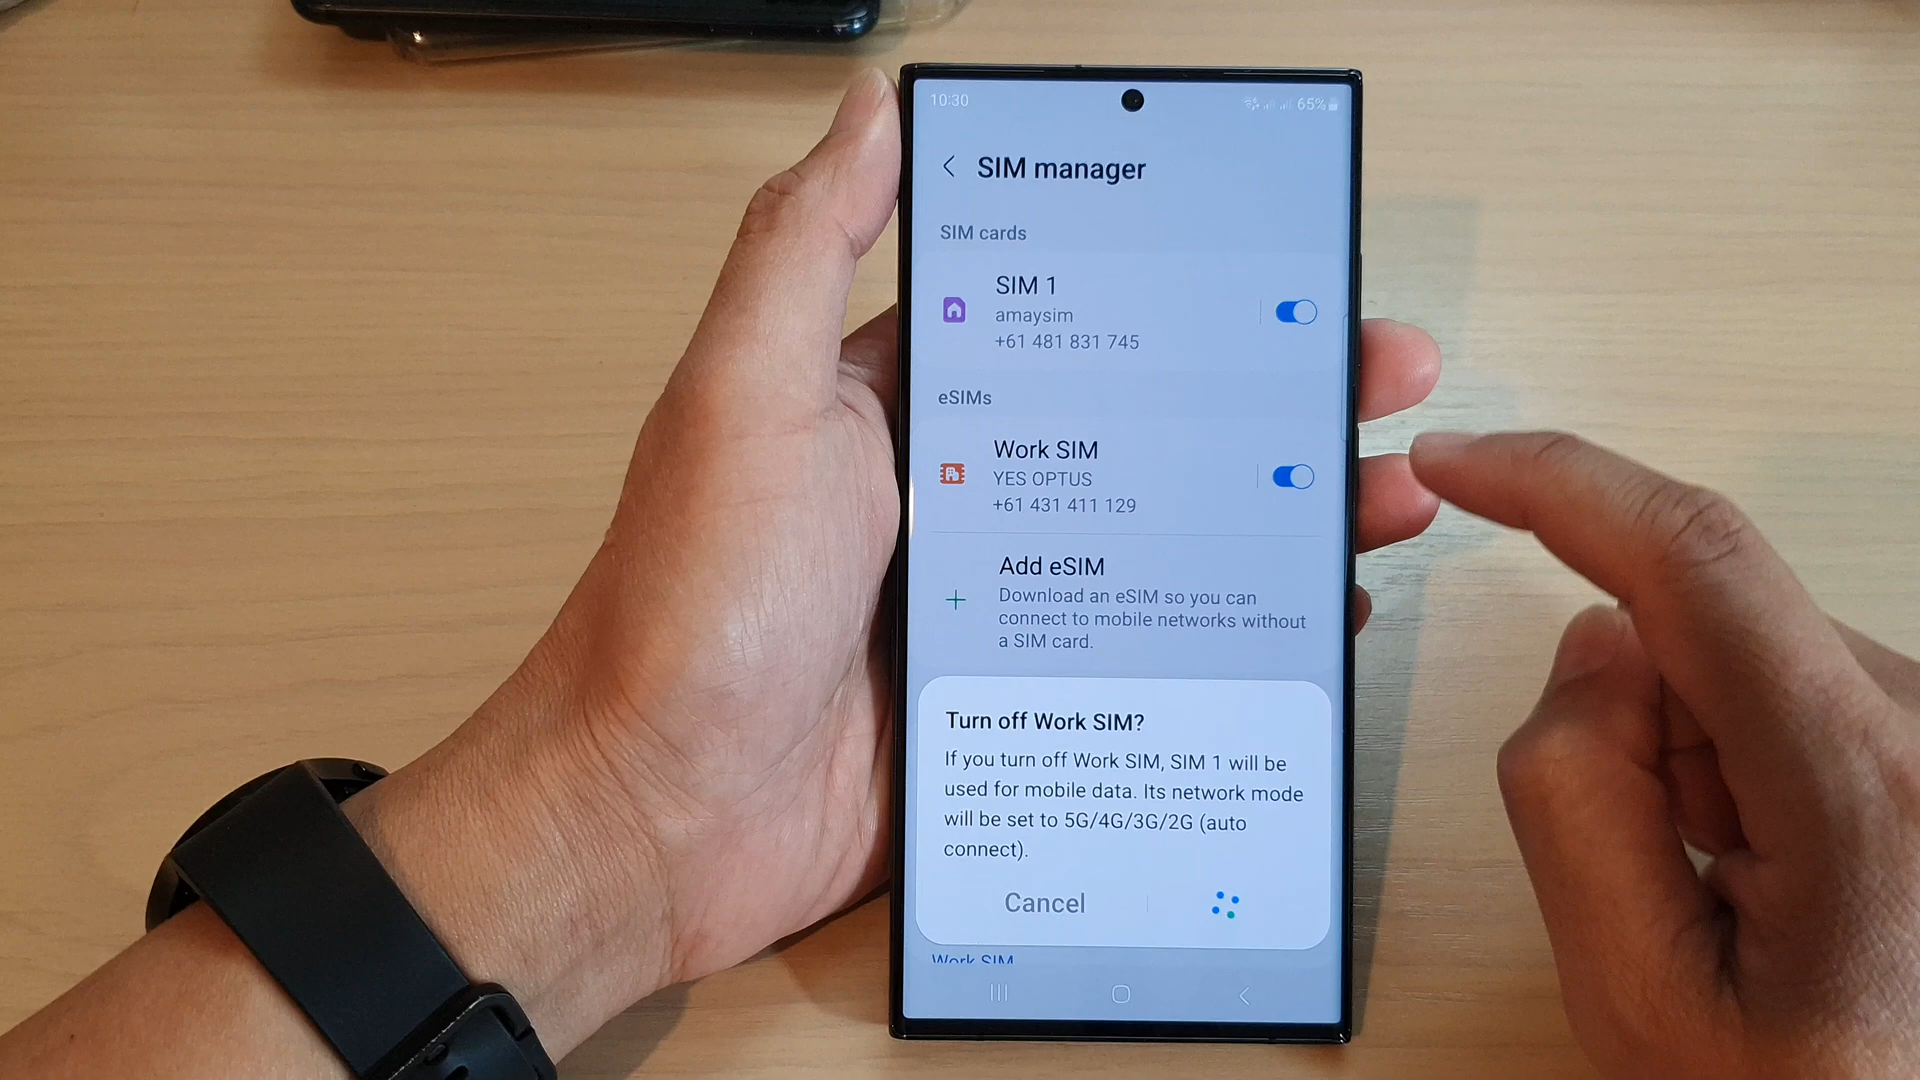 10:30
65%
SIM manager
SIM cards
SIM 1
amaysim
+61 481 831 745
eSIMs
Work SIM
YES OPTUS
+61 431 411 129
Add eSIM
Download an eSIM so you can
connect to mobile networks without
a SIM card.
Turn off Work SIM?
If you turn off Work SIM, SIM 1 will be
used for mobile data. Its network mode
will be set to 5G/4G/3G/2G (auto
connect).
Cancel
Work SIM